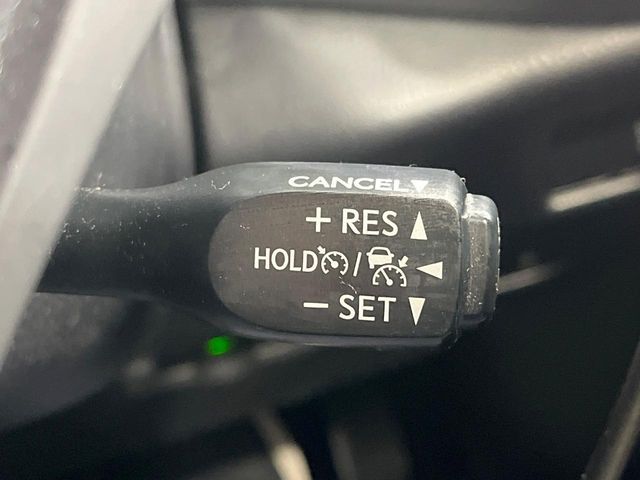 CANCEL▼
+ RES ▲
HOLD / ◀
− SET ▼